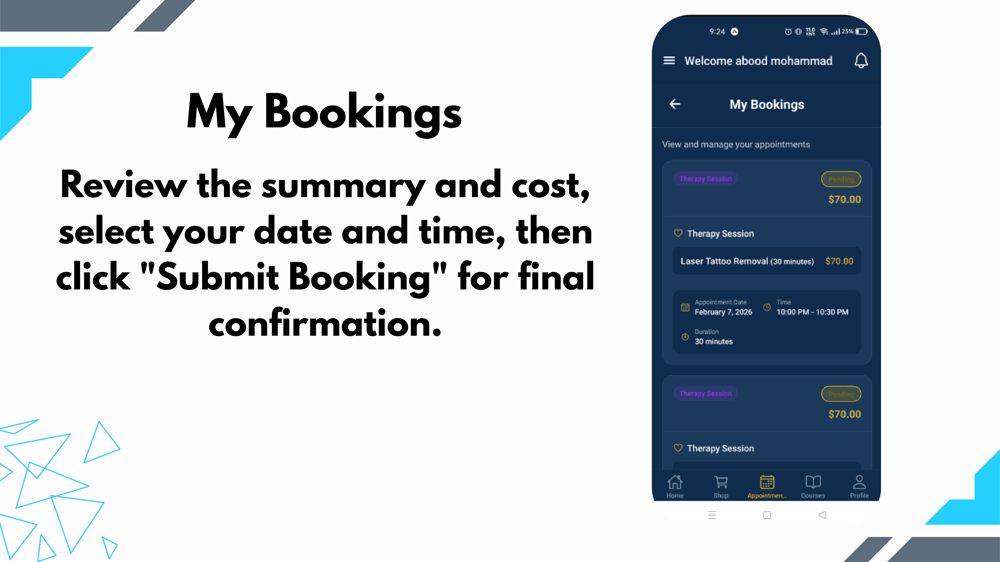 My Bookings
Review the summary and cost,
select your date and time, then
click "Submit Booking" for final
confirmation.
9:24
11.0 KB/S
23%
Welcome abood mohammad
My Bookings
View and manage your appointments
Therapy Session
Pending
$70.00
Therapy Session
Laser Tattoo Removal (30 minutes) $70.00
Appointment Date
February 7, 2026
Time
10:00 PM - 10:30 PM
Duration
30 minutes
Therapy Session
Pending
$70.00
Therapy Session
Home Shop Appointmen... Courses Profile